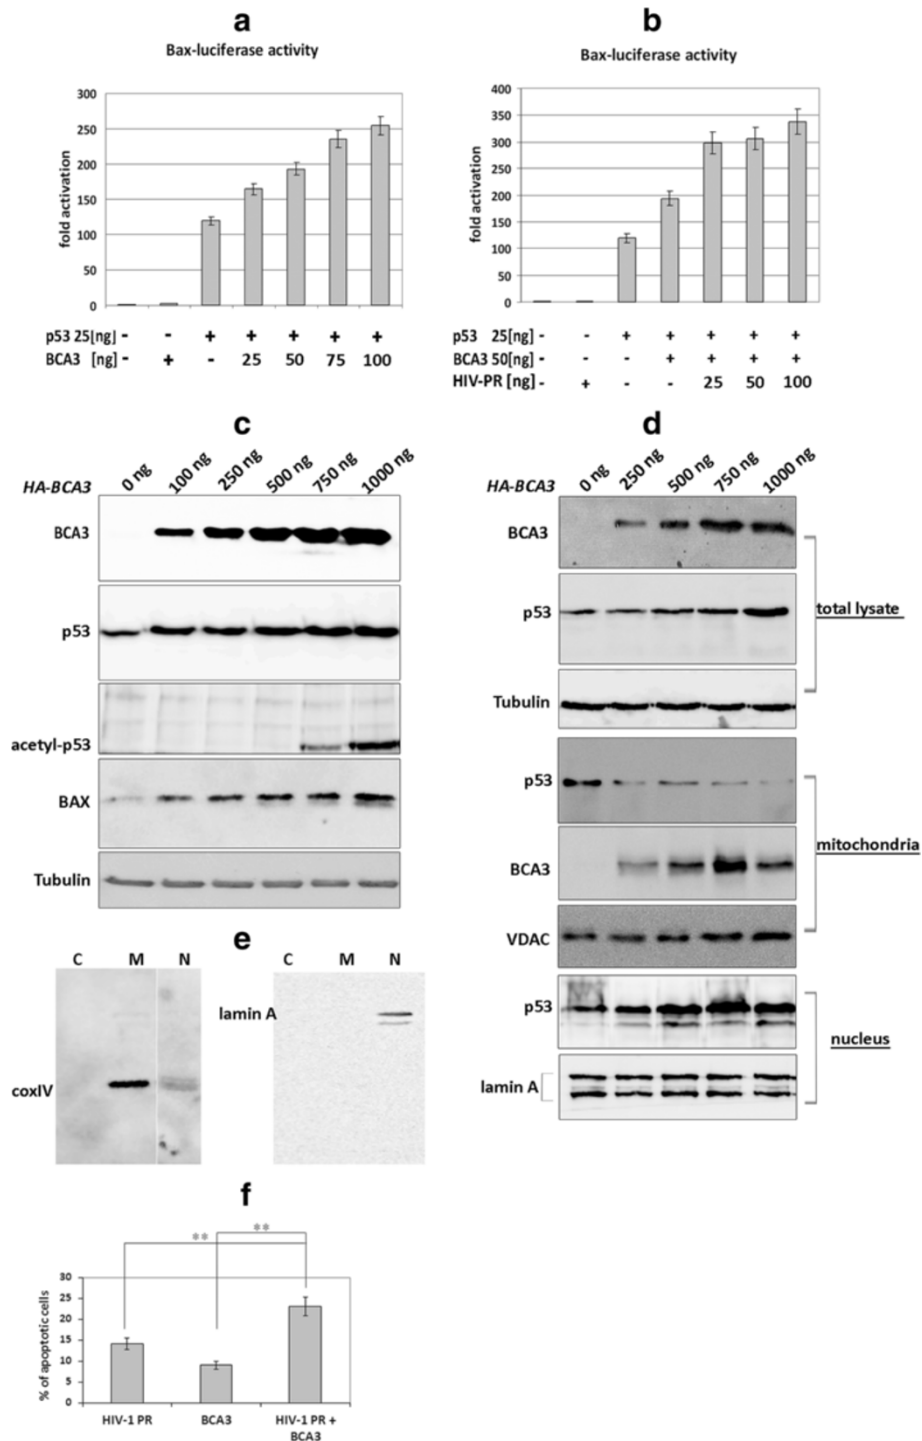 a
Bax-luciferase activity
fold activation
300
250
200
150
100
50
0
p53 25[ng] - - + + + + +
BCA3 [ng] - + - 25 50 75 100
b
Bax-luciferase activity
fold activation
400
350
300
250
200
150
100
50
0
p53 25[ng] - - + + + + +
BCA3 50[ng] - - - + + + +
HIV-PR [ng] - + - - 25 50 100
c
HA-BCA3 0 ng 100 ng 250 ng 500 ng 750 ng 1000 ng
BCA3
p53
acetyl-p53
BAX
Tubulin
d
HA-BCA3 0 ng 250 ng 500 ng 750 ng 1000 ng
BCA3
p53
total lysate
Tubulin
p53
mitochondria
BCA3
VDAC
p53
nucleus
lamin A
e
C M N
coxIV
C M N
lamin A
f
** **
% of apoptotic cells
30
25
20
15
10
5
0
HIV-1 PR BCA3 HIV-1 PR +
BCA3